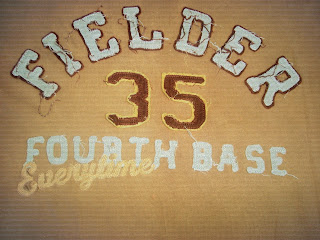 FIELDER
35
FOURTH BASE
Everytime